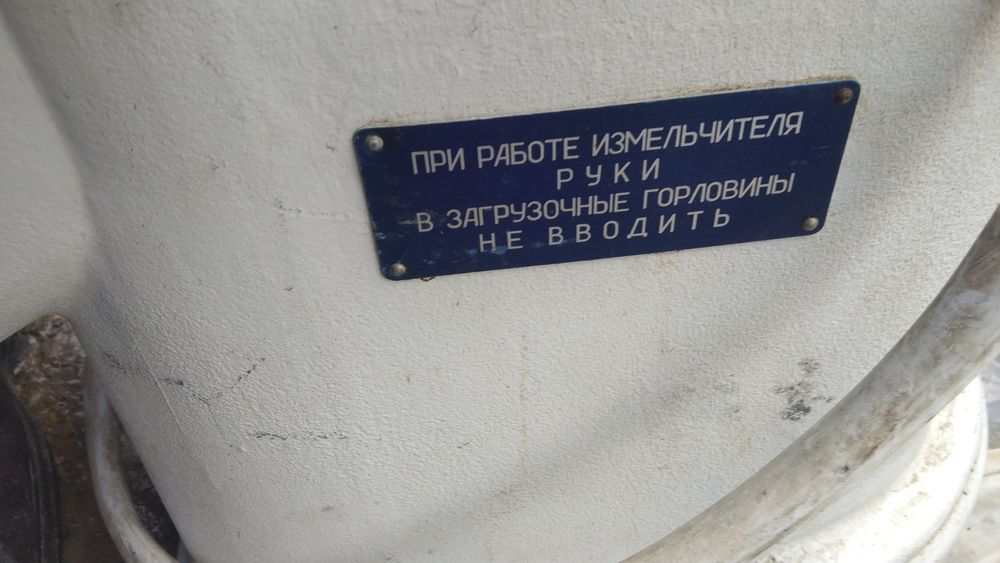 ПРИ РАБОТЕ ИЗМЕЛЬЧИТЕЛЯ
РУКИ
В ЗАГРУЗОЧНЫЕ ГОРЛОВИНЫ
НЕ ВВОДИТЬ